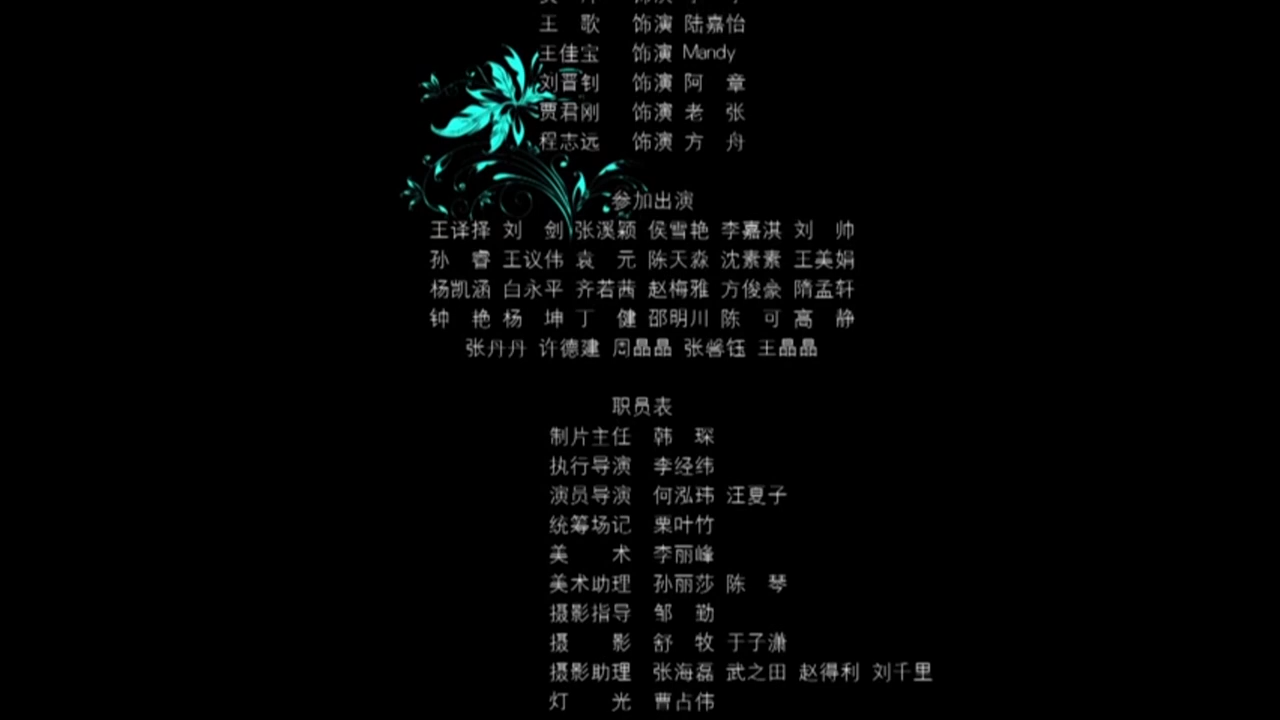 王　歌　饰演 陆嘉怡
王佳宝　饰演 Mandy
刘晋钊　饰演 阿　章
贾君刚　饰演 老　张
程志远　饰演 方　舟
参加出演
王译择 刘　剑 张溪颖 侯雪艳 李嘉淇 刘　帅
孙　睿 王议伟 袁　元 陈天淼 沈素素 王美娟
杨凯涵 白永平 齐若茜 赵梅雅 方俊豪 隋孟轩
钟　艳 杨　坤 丁　健 邵明川 陈　可 高　静
张丹丹 许德建 周晶晶 张馨钰 王晶晶
职员表
制片主任　韩　琛
执行导演　李经纬
演员导演　何泓玮 汪夏子
统筹场记　栗叶竹
美　　术　李丽峰
美术助理　孙丽莎 陈　琴
摄影指导　邹　勤
摄　　影　舒　牧 于子潇
摄影助理　张海磊 武之田 赵得利 刘千里
灯　　光　曹占伟